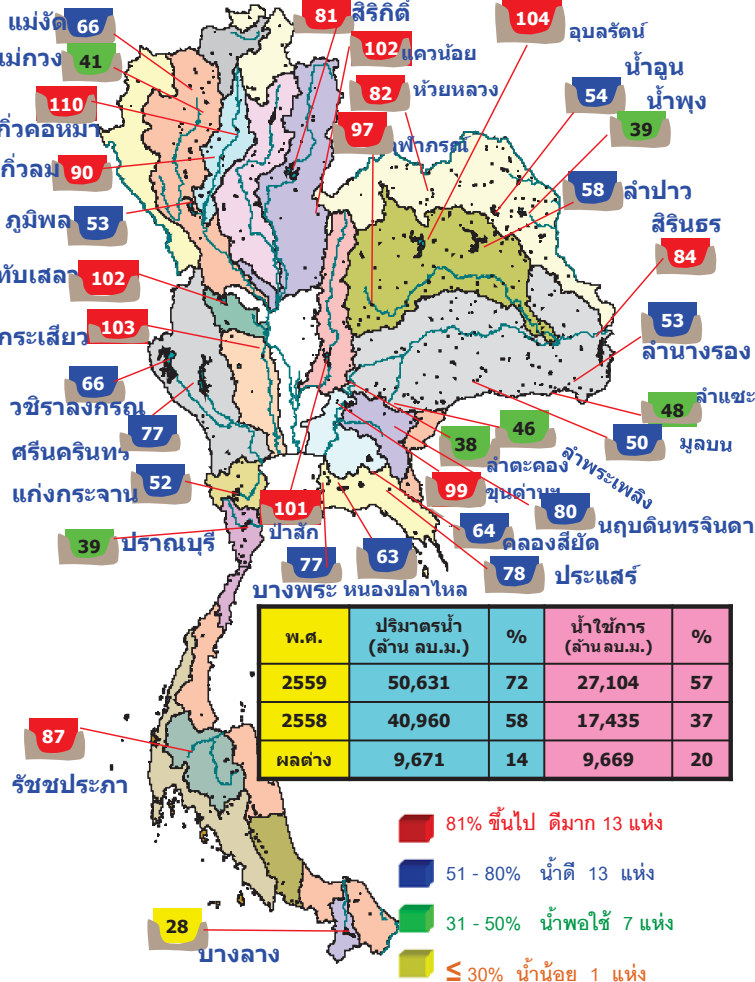 แม่งัด 66
81 สิริกิติ์
104 อุบลรัตน์
แม่กวง 41
102 แควน้อย
น้ำอูน
54
น้ำพุง
110
82 ห้วยหลวง
39
กิ่วคอหมา
97 ฬาภรณ์
กิ่วลม 90
58 ลำปาว
ภูมิพล 53
สิรินธร
84
ทับเสลา 102
กระเสียว 103
53
ลำนางรอง
66
วชิราลงกรณ
ลำแซะ
48
77
46
38
50
มูลบน
ศรีนครินทร์
ลำตะคอง
ลำพระเพลิง
แก่งกระจาน 52
99 ขุนด่านฯ
101
ป่าสัก
80 นฤบดินทรจินดา
64 คลองสียัด
39 ปราณบุรี
77
บางพระ
63
หนองปลาไหล
78 ประแสร์
พ.ศ. ปริมาตรน้ำ (ล้าน ลบ.ม.) % น้ำใช้การ (ล้าน ลบ.ม.) %
2559 50,631 72 27,104 57
2558 40,960 58 17,435 37
ผลต่าง 9,671 14 9,669 20
87
รัชชประภา
81% ขึ้นไป ดีมาก 13 แห่ง
51 - 80% น้ำดี 13 แห่ง
31 - 50% น้ำพอใช้ 7 แห่ง
≤ 30% น้ำน้อย 1 แห่ง
28
บางลาง